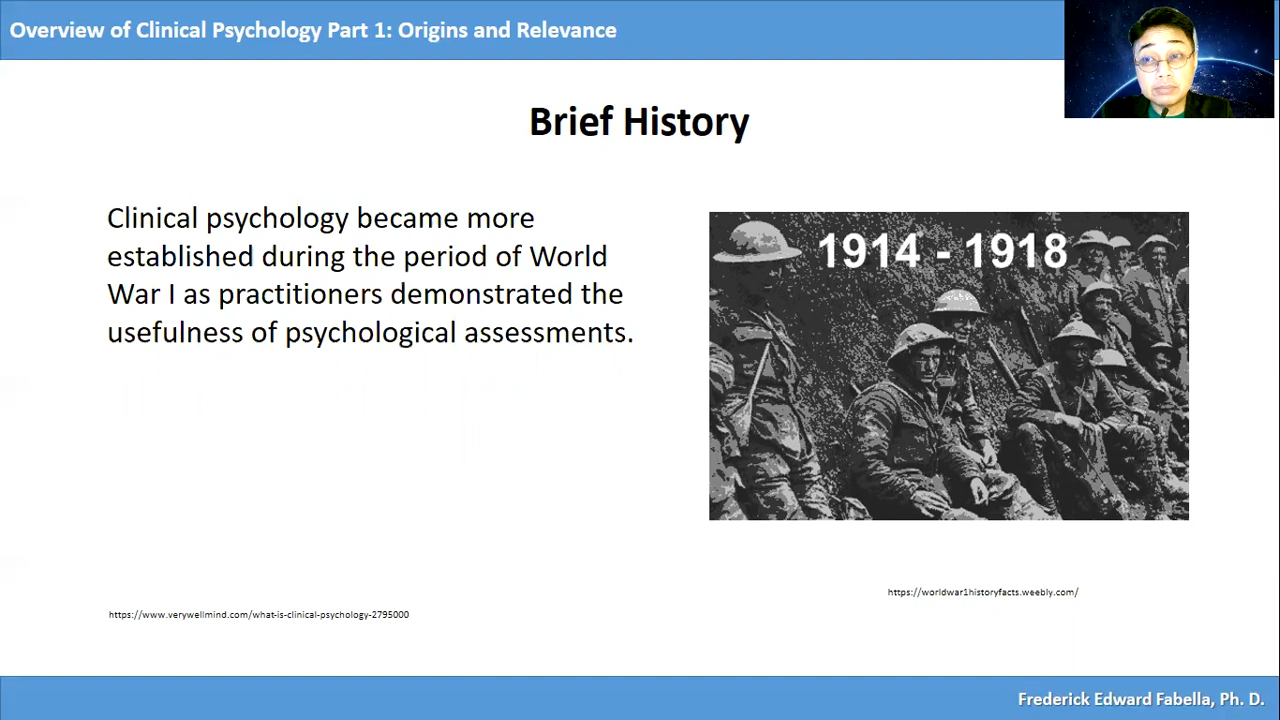 Overview of Clinical Psychology Part 1: Origins and Relevance
Brief History
Clinical psychology became more
established during the period of World
War I as practitioners demonstrated the
usefulness of psychological assessments.
1914 - 1918
https://worldwar1historyfacts.weebly.com/
https://www.verywellmind.com/what-is-clinical-psychology-2795000
Frederick Edward Fabella, Ph. D.